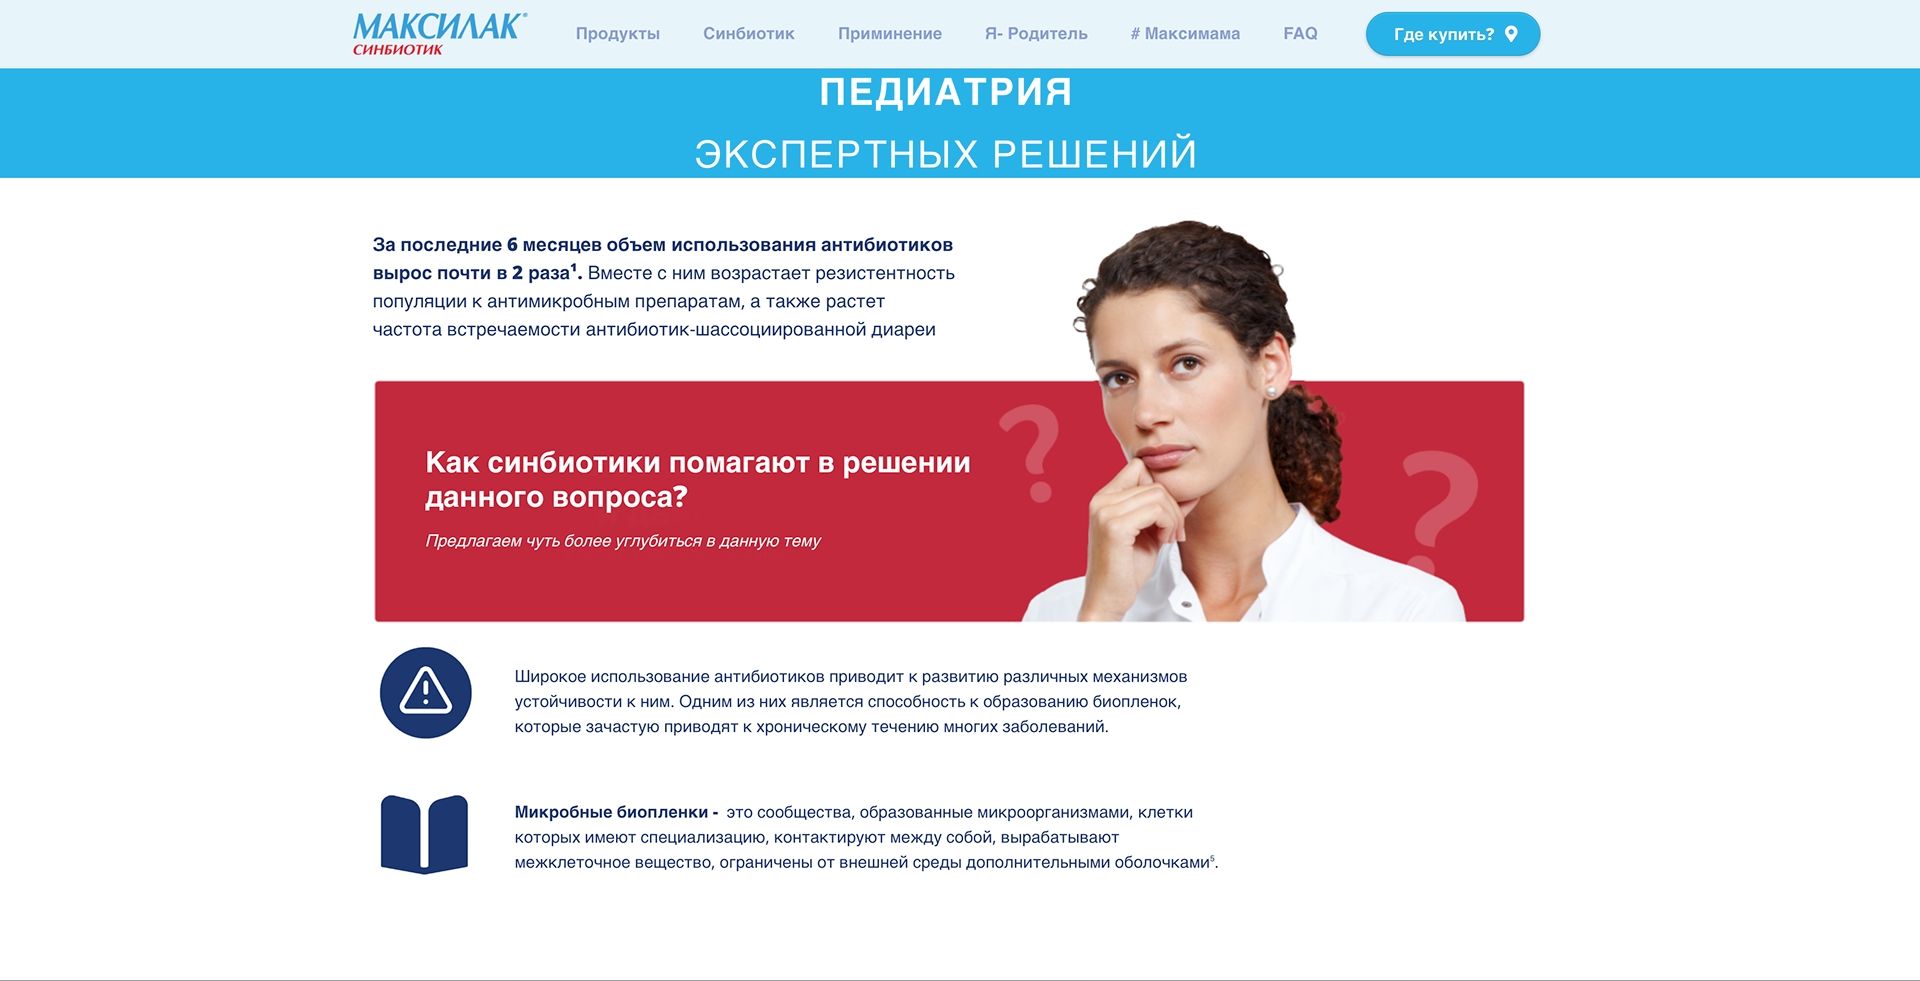 МАКСИЛАК®
СИНБИОТИК
Продукты
Синбиотик
Приминение
Я- Родитель
# Максимама
FAQ
Где купить?
ПЕДИАТРИЯ
ЭКСПЕРТНЫХ РЕШЕНИЙ
За последние 6 месяцев объем использования антибиотиков
вырос почти в 2 раза¹. Вместе с ним возрастает резистентность
популяции к антимикробным препаратам, а также растет
частота встречаемости антибиотик-шассоциированной диареи
Как синбиотики помагают в решении
данного вопроса?
Предлагаем чуть более углубиться в данную тему
? ?
Широкое использование антибиотиков приводит к развитию различных механизмов
устойчивости к ним. Одним из них является способность к образованию биопленок,
которые зачастую приводят к хроническому течению многих заболеваний.
Микробные биопленки - это сообщества, образованные микроорганизмами, клетки
которых имеют специализацию, контактируют между собой, вырабатывают
межклеточное вещество, ограничены от внешней среды дополнительными оболочками⁵.